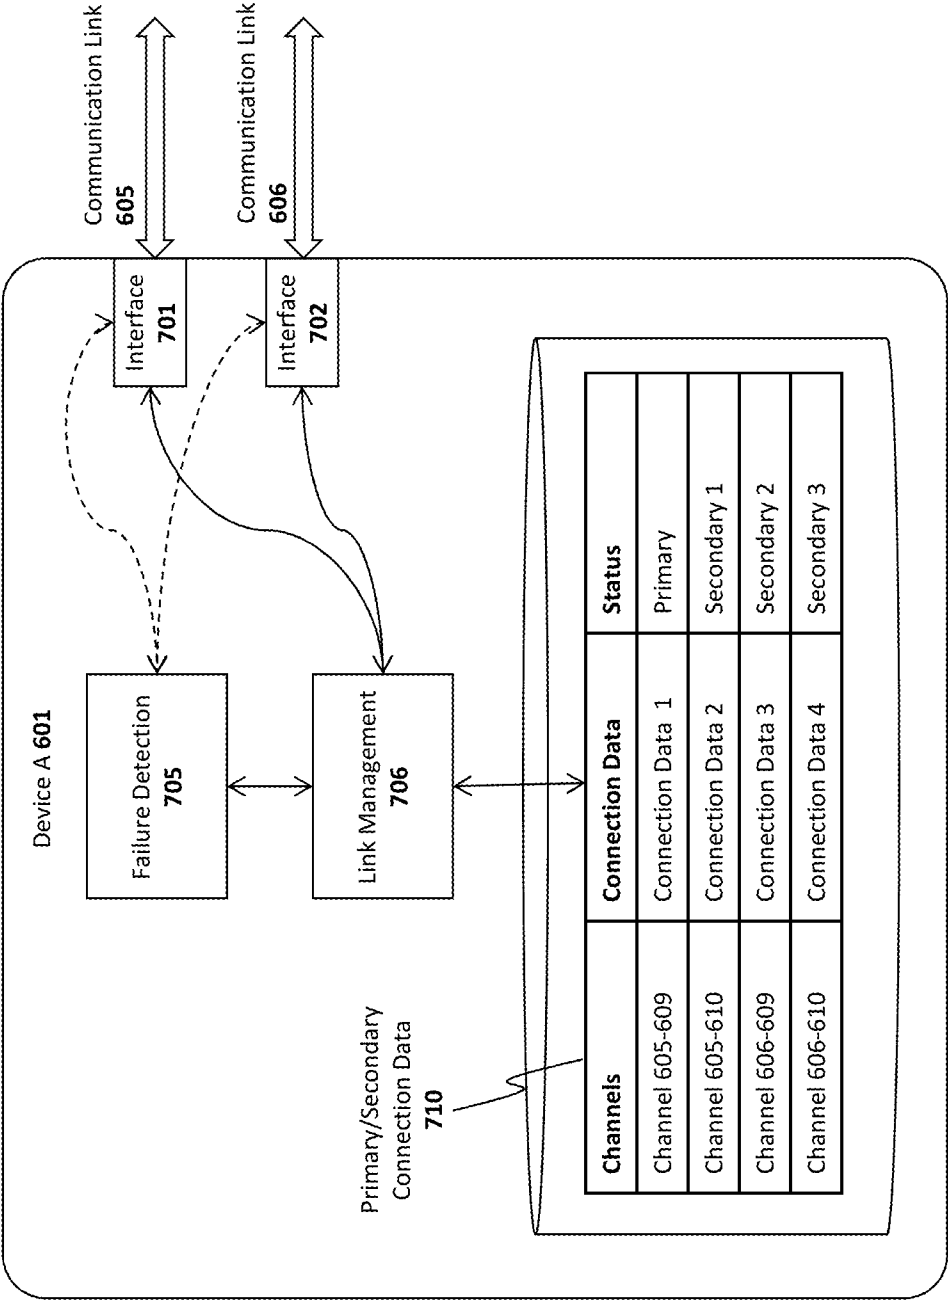 Device A 601
Failure Detection
705
Link Management
706
Interface
701
Interface
702
Communication Link
605
Communication Link
606
Primary/Secondary
Connection Data
710
Channels Connection Data Status
Channel 605-609 Connection Data 1 Primary
Channel 605-610 Connection Data 2 Secondary 1
Channel 606-609 Connection Data 3 Secondary 2
Channel 606-610 Connection Data 4 Secondary 3